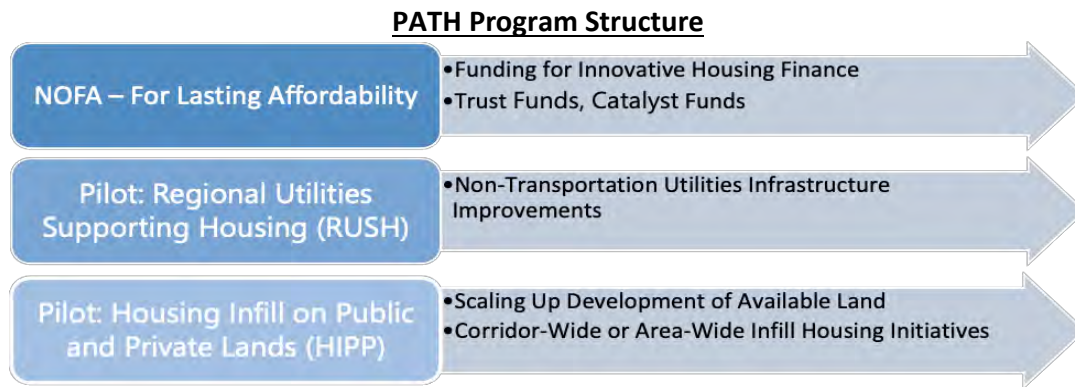 PATH Program Structure
NOFA – For Lasting Affordability
•Funding for Innovative Housing Finance
•Trust Funds, Catalyst Funds
Pilot: Regional Utilities
Supporting Housing (RUSH)
•Non-Transportation Utilities Infrastructure
Improvements
Pilot: Housing Infill on Public
and Private Lands (HIPP)
•Scaling Up Development of Available Land
•Corridor-Wide or Area-Wide Infill Housing Initiatives